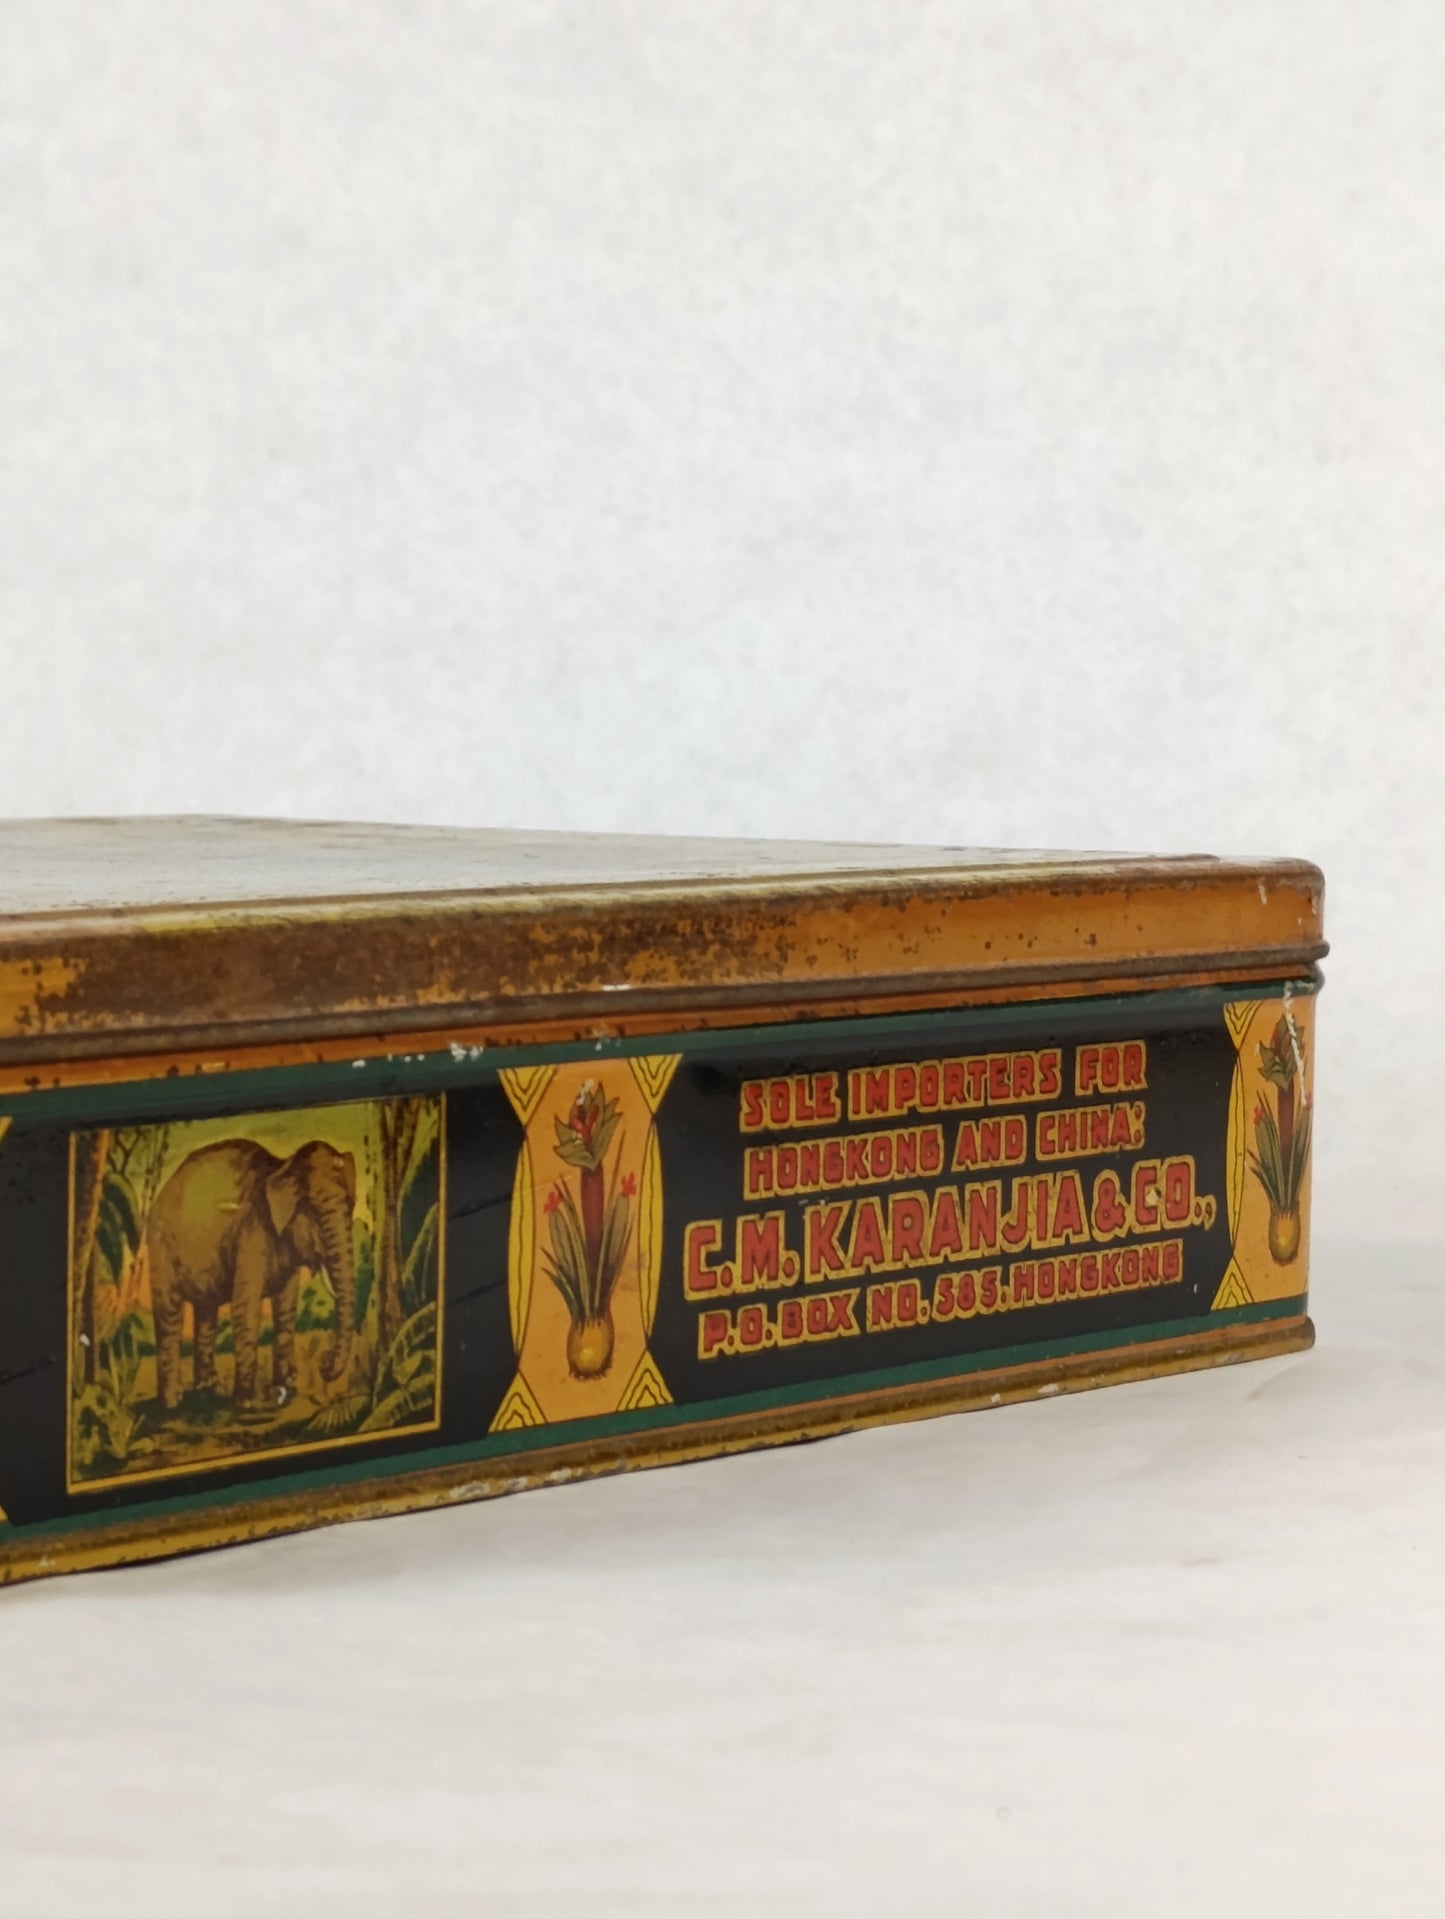 SOLE IMPORTERS FOR
HONGKONG AND CHINA:
C.M. KARANJIA & CO.,
P.O. BOX NO. 585. HONGKONG